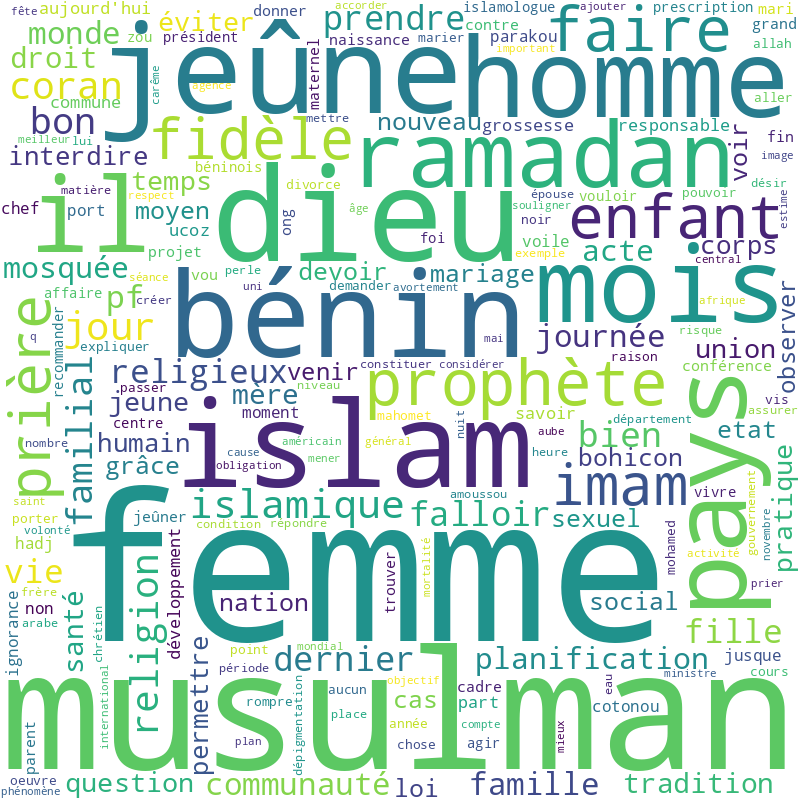 fête
aujourd'hui
éviter
donner
prendre
islamologue
prescription
mari
accorder
ajouter
monde
zou
président
naissance
contre
marier
parakou
faire
grand
allah
droit
maternel
important
jeûne
homme
coran
carême
agence
commune
mettre
aller
bon
fidèle
nouveau
grossesse
responsable
voir
fin
meilleur
lui
ramadan
image
interdire
béninois
divorce
temps
matière
respect
épouse
vouloir
pouvoir
désir
chef
port
moyen
ong
âge
souligner
enfant
estime
il
dieu
ucoz
foi
noir
voile
exemple
acte
corps
projet
central
mosquée
séance
vou
perle
devoir
mariage
mois
affaire
pf
créer
uni
demander
avortement
afrique
observer
prière
jour
bénin
mai
journée
risque
q
recommander
expliquer
raison
union
conférence
religieux
venir
constituer
considérer
familial
passer
niveau
prophète
pays
vis
assurer
jeune
mère
moment
mahomet
savoir
département
nombre
centre
nuit
humain
cause
américain
général
islam
aube
heure
bien
etat
grâce
obligation
mener
bohicon
saint
islamique
amoussou
imam
vivre
pratique
porter
jeûner
condition
répondre
falloir
sexuel
gouvernement
novembre
volonté
hadj
femme
mohamed
activité
vie
religion
développement
trouver
mortalité
prier
frère
non
arabe
santé
nation
social
ignorance
chrétien
point
mondial
fille
international
permettre
période
dernier
planification
jusque
musulman
aucun
objectif
cas
cadre
part
eau
ministre
cours
rompre
place
année
cotonou
parent
plan
dépigmentation
chose
agir
compte
mieux
oeuvre
phénomène
question
communauté
loi
famille
tradition